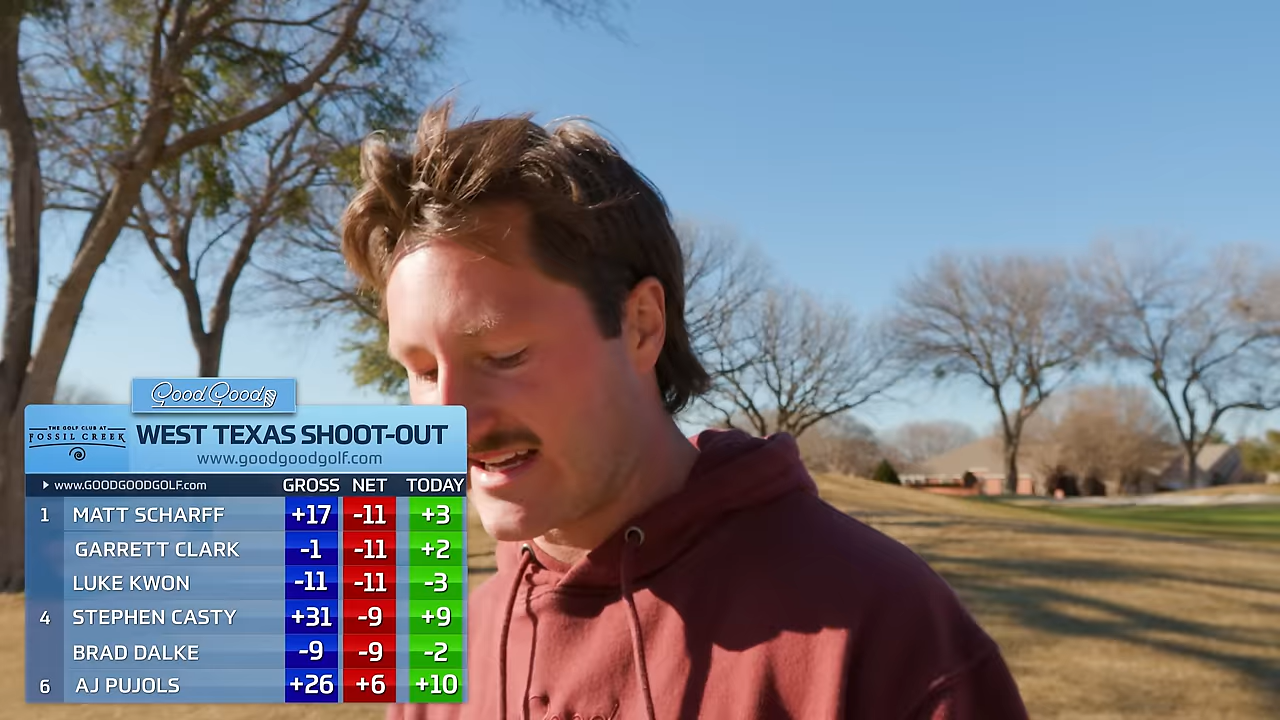 GoodGood
THE GOLF CLUB AT
FOSSIL CREEK
WEST TEXAS SHOOT-OUT
www.goodgoodgolf.com
www.GOODGOODGOLF.com GROSS NET TODAY
1 MATT SCHARFF +17 -11 +3
GARRETT CLARK -1 -11 +2
LUKE KWON -11 -11 -3
4 STEPHEN CASTY +31 -9 +9
BRAD DALKE -9 -9 -2
6 AJ PUJOLS +26 +6 +10